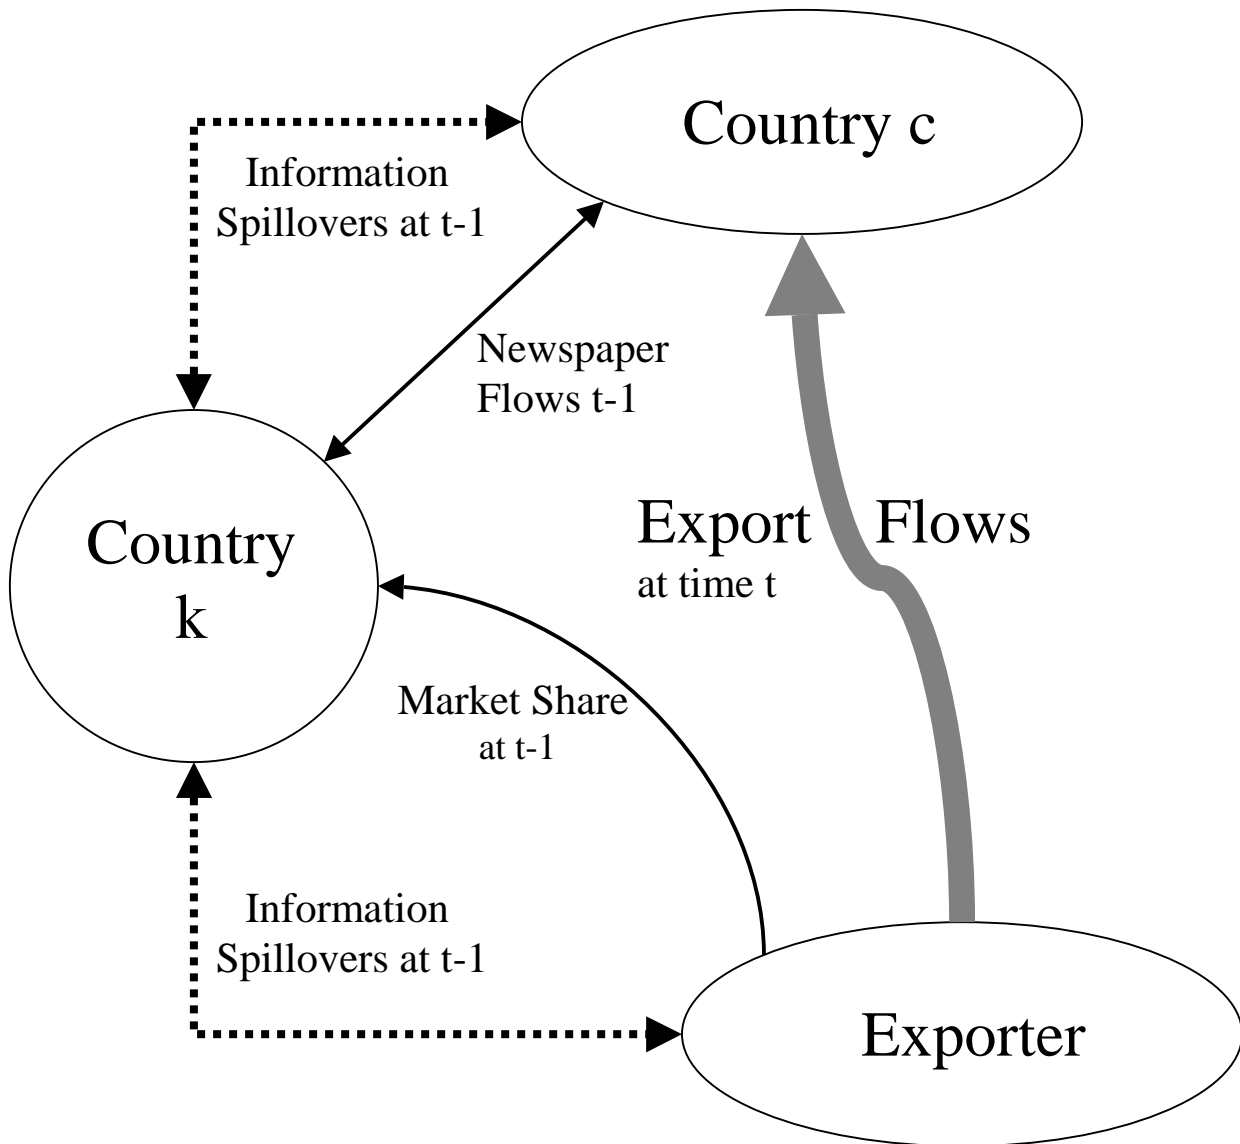 Country c
Information
Spillovers at t-1
Newspaper
Flows t-1
Export Flows
at time t
Country
k
Market Share
at t-1
Information
Spillovers at t-1
Exporter